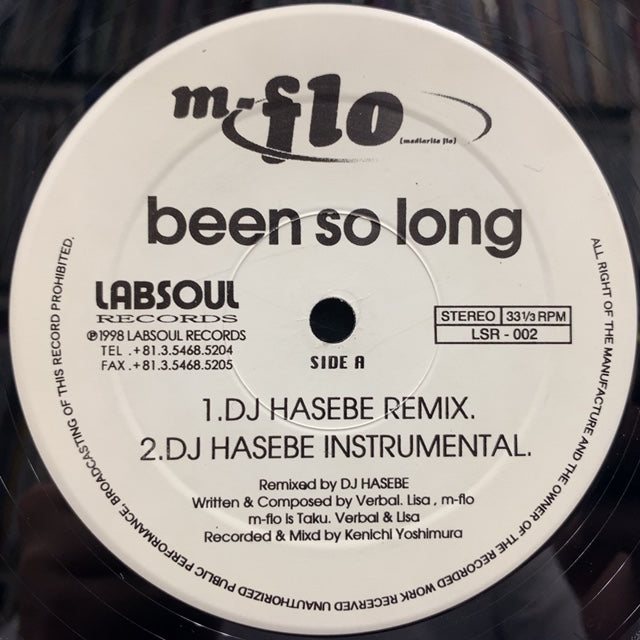 m-flo
[mediarite flo]
been so long
LABSOUL
RECORDS
℗1998 LABSOUL RECORDS
TEL .+81.3.5468.5204
FAX .+81.3.5468.5205
STEREO 33 1/3 RPM
LSR - 002
SIDE A
1.DJ HASEBE REMIX.
2.DJ HASEBE INSTRUMENTAL.
Remixed by DJ HASEBE
Written & Composed by Verbal. Lisa , m-flo
m-flo is Taku. Verbal & Lisa
Recorded & Mixd by Kenichi Yoshimura
ALL RIGHT OF THE MANUFACTURE AND THE OWNER OF THE RECORDED WORK RESERVED UNAUTHORIZED PUBLIC PERFORMANCE. BROADCASTING OF THIS RECORD PROHIBITED.